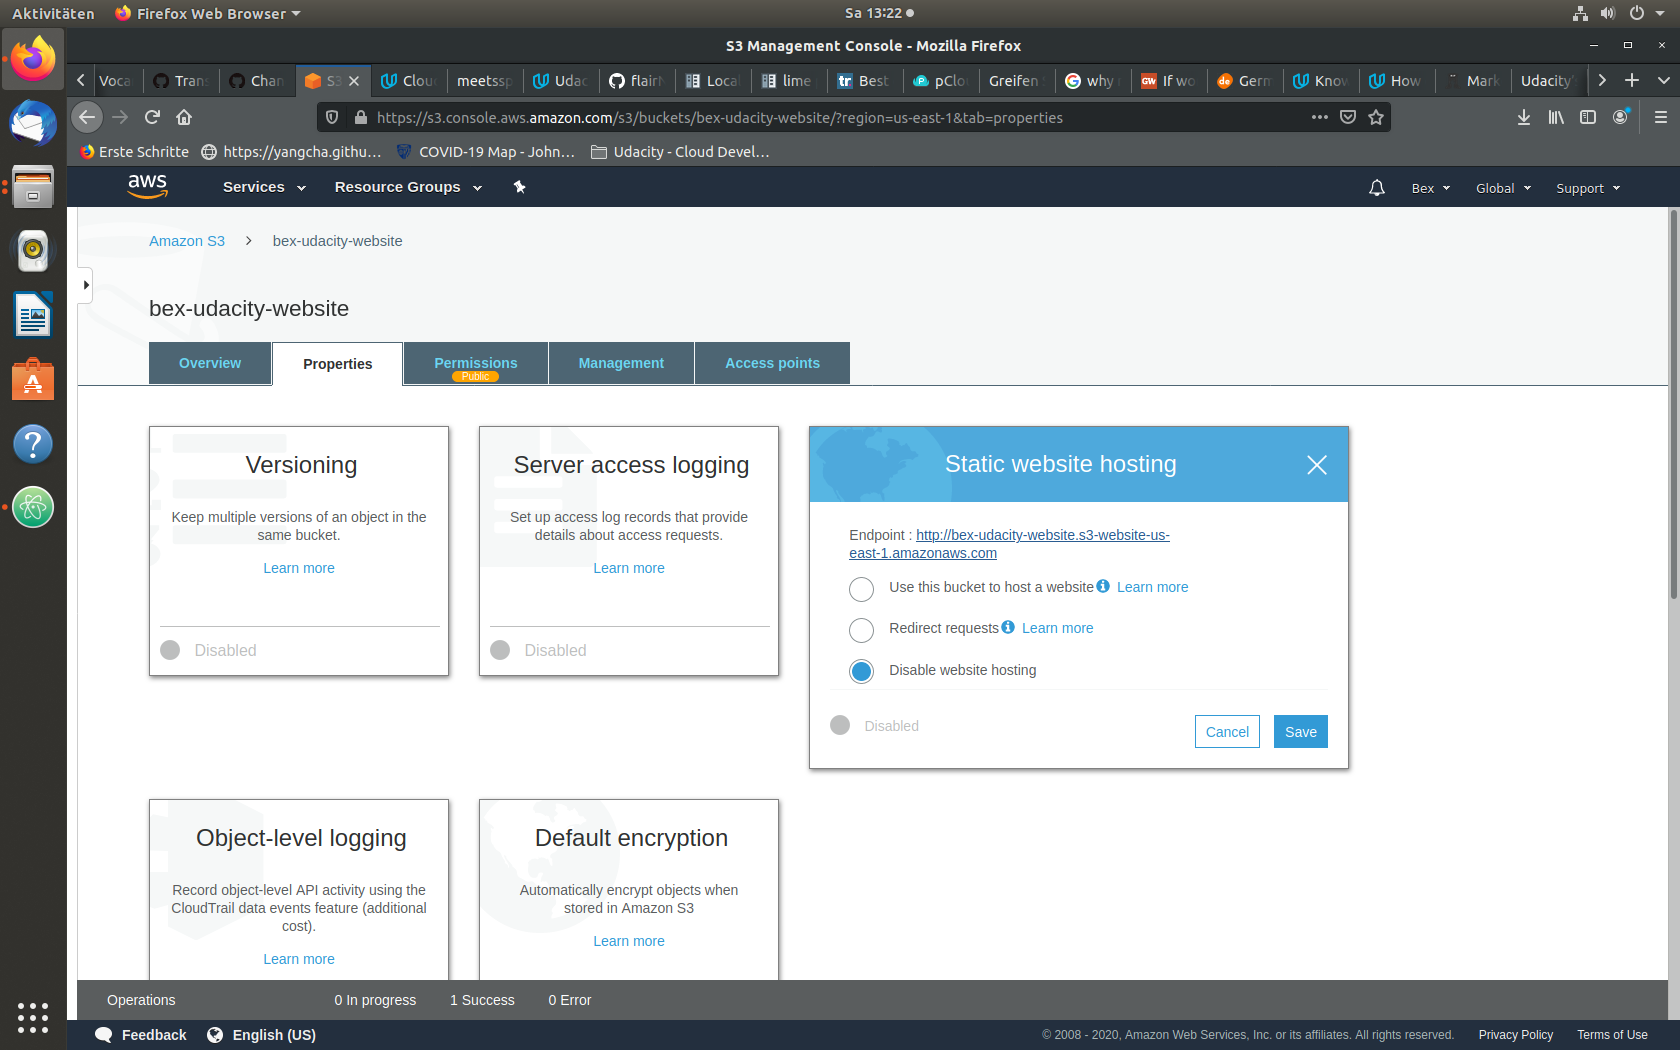 Aktivitäten Firefox Web Browser Sa 13:22
S3 Management Console - Mozilla Firefox
Voca Trans Chan S3 Clou meetssp Udac flairN Loca lime Best pClo Greifen why If wo Germ Know How Mark Udacity'
https://s3.console.aws.amazon.com/s3/buckets/bex-udacity-website/?region=us-east-1&tab=properties
Erste Schritte https://yangcha.githu… COVID-19 Map - John… Udacity - Cloud Devel…
aws Services Resource Groups Bex Global Support
Amazon S3 > bex-udacity-website
bex-udacity-website
Overview Properties Permissions Management Access points
Public
Versioning
Keep multiple versions of an object in the
same bucket.
Learn more
Disabled
Server access logging
Set up access log records that provide
details about access requests.
Learn more
Disabled
Static website hosting
Endpoint : http://bex-udacity-website.s3-website-us-
east-1.amazonaws.com
Use this bucket to host a website Learn more
Redirect requests Learn more
Disable website hosting
Disabled Cancel Save
Object-level logging
Record object-level API activity using the
CloudTrail data events feature (additional
cost).
Learn more
Default encryption
Automatically encrypt objects when
stored in Amazon S3
Learn more
Operations 0 In progress 1 Success 0 Error
Feedback English (US) © 2008 - 2020, Amazon Web Services, Inc. or its affiliates. All rights reserved. Privacy Policy Terms of Use